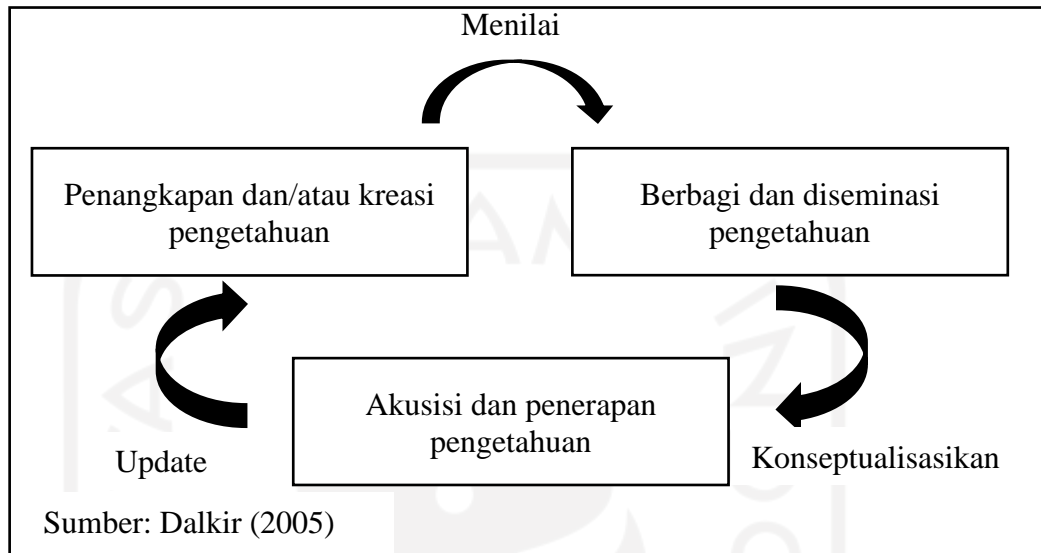 Menilai
Penangkapan dan/atau kreasi
pengetahuan
Berbagi dan diseminasi
pengetahuan
Akusisi dan penerapan
pengetahuan
Update
Konseptualisasikan
Sumber: Dalkir (2005)